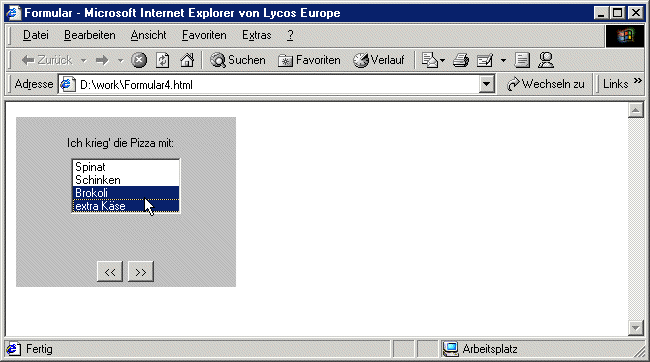 Formular - Microsoft Internet Explorer von Lycos Europe
Datei Bearbeiten Ansicht Favoriten Extras ?
Zurück Suchen Favoriten Verlauf
Adresse D:\work\Formular4.html Wechseln zu Links »
Ich krieg' die Pizza mit:
Spinat
Schinken
Brokoli
extra Käse
<< >>
Fertig Arbeitsplatz